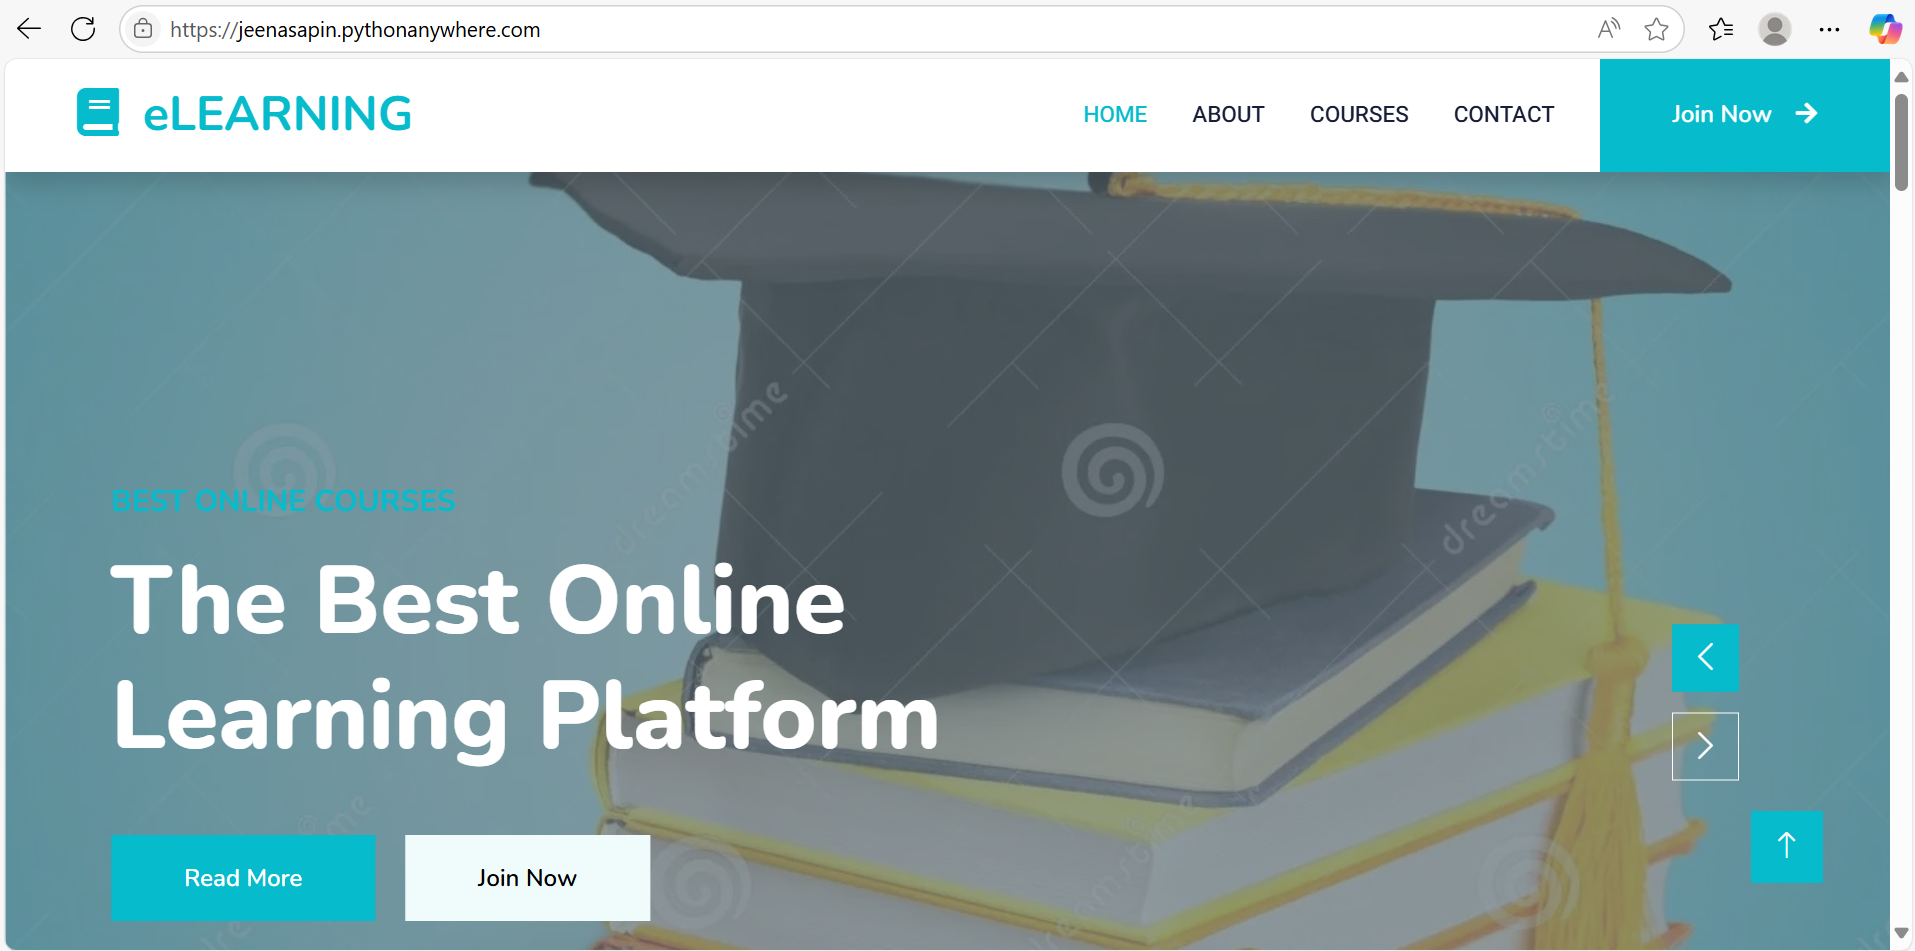 https://jeenasapin.pythonanywhere.com
eLEARNING
HOME ABOUT COURSES CONTACT Join Now
BEST ONLINE COURSES
The Best Online
Learning Platform
Read More Join Now
dreamstime
dreamstime
dreamstime